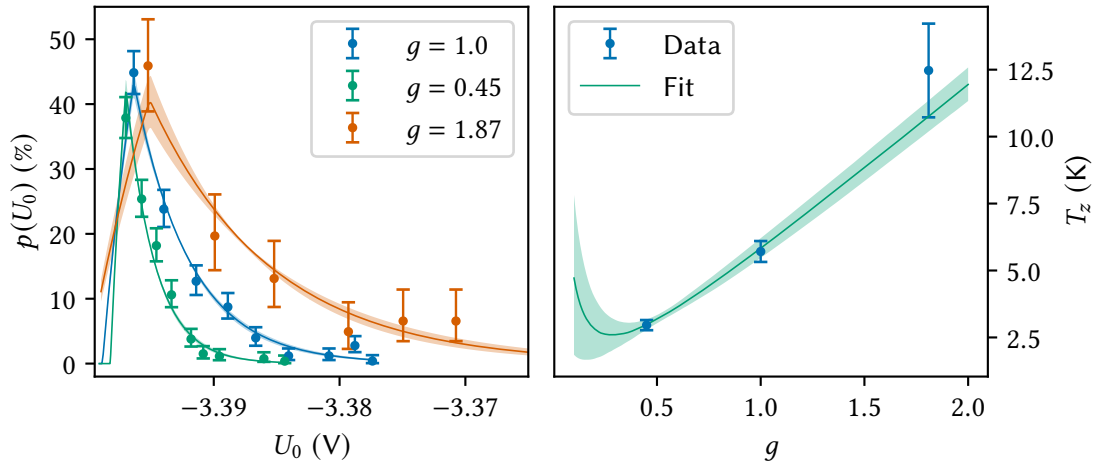 50
40
30
20
10
0
p(U₀) (%)
g = 1.0
g = 0.45
g = 1.87
−3.39
−3.38
−3.37
U₀ (V)
Data
Fit
12.5
10.0
7.5
5.0
2.5
T_z (K)
0.5
1.0
1.5
2.0
g